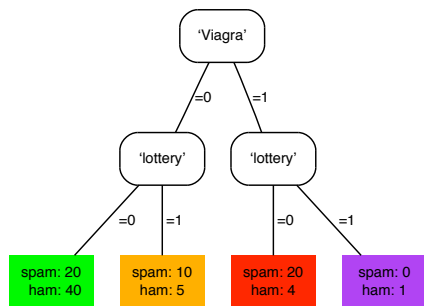 ‘Viagra’
=0
=1
‘lottery’
‘lottery’
=0
=1
=0
=1
spam: 20
ham: 40
spam: 10
ham: 5
spam: 20
ham: 4
spam: 0
ham: 1